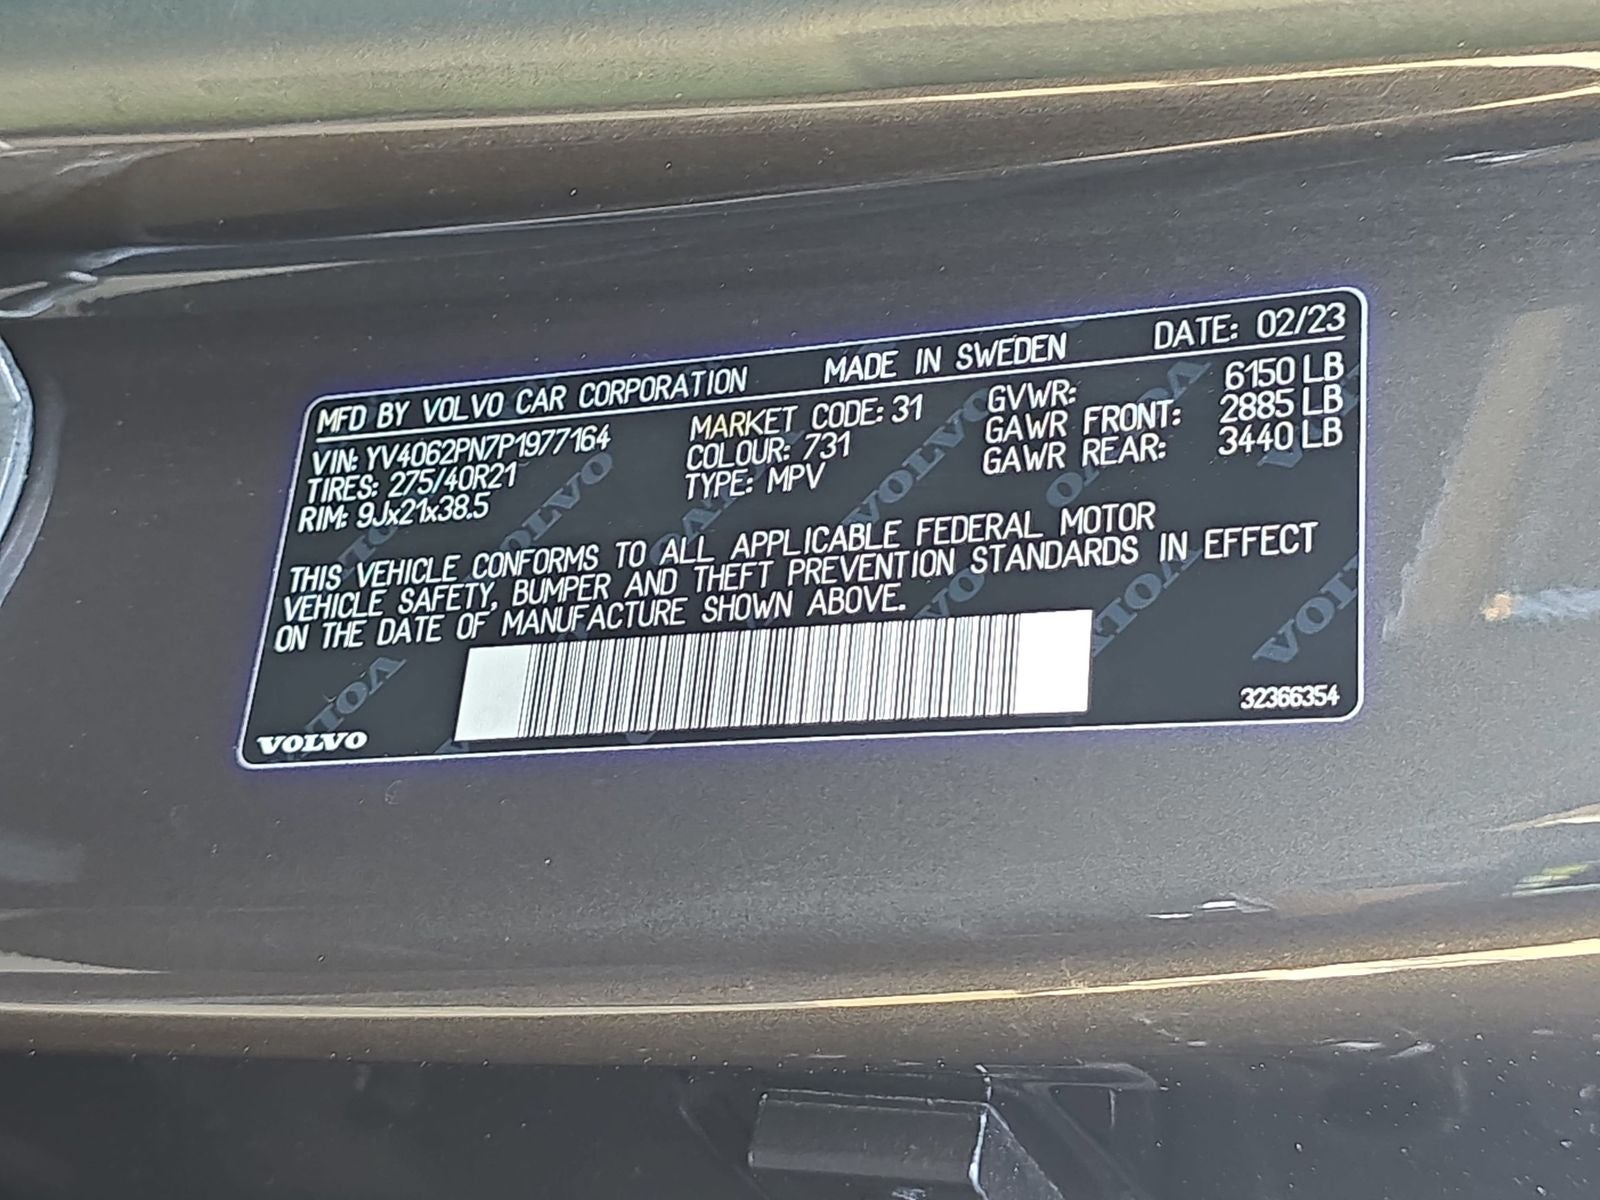 MFD BY VOLVO CAR CORPORATION MADE IN SWEDEN DATE: 02/23
VIN: YV4062PN7P1977164 MARKET CODE: 31 GVWR: 6150 LB
TIRES: 275/40R21 COLOUR: 731 GAWR FRONT: 2885 LB
RIM: 9Jx21x38.5 TYPE: MPV GAWR REAR: 3440 LB
THIS VEHICLE CONFORMS TO ALL APPLICABLE FEDERAL MOTOR
VEHICLE SAFETY, BUMPER AND THEFT PREVENTION STANDARDS IN EFFECT
ON THE DATE OF MANUFACTURE SHOWN ABOVE.
VOLVO 32366354